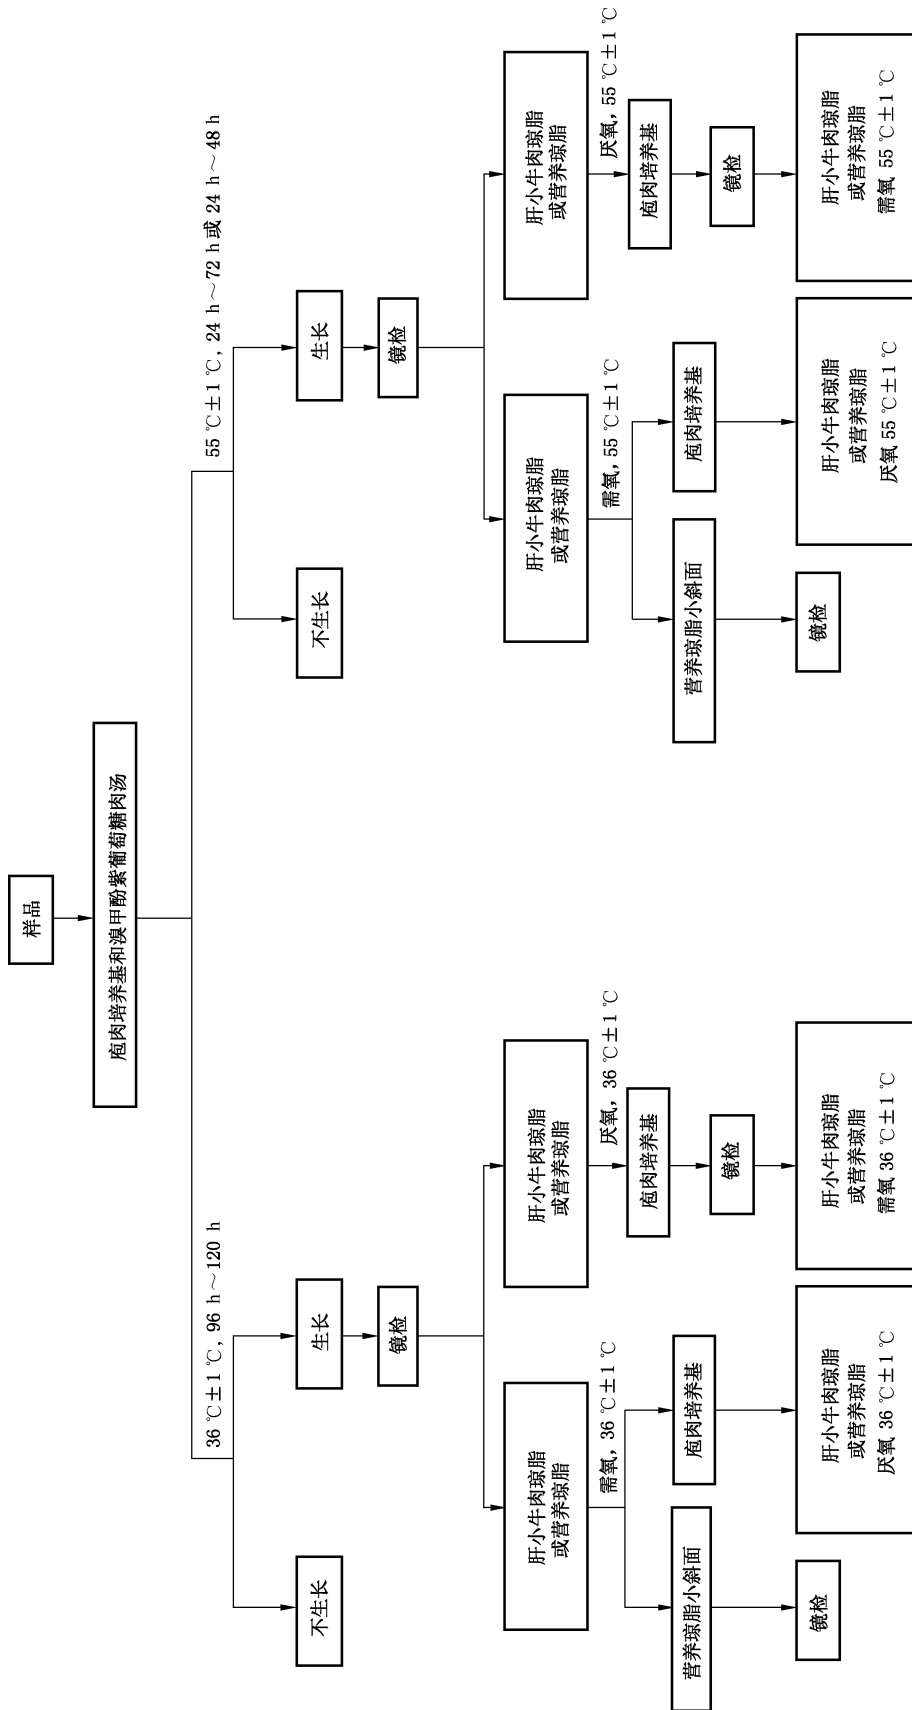 样品
庖肉培养基和溴甲酚紫葡萄糖肉汤
36 ℃±1 ℃，96 h～120 h
55 ℃±1 ℃，24 h～72 h 或 24 h～48 h
不生长
生长
不生长
生长
镜检
镜检
肝小牛肉琼脂
或营养琼脂
肝小牛肉琼脂
或营养琼脂
肝小牛肉琼脂
或营养琼脂
肝小牛肉琼脂
或营养琼脂
需氧，36 ℃±1 ℃
厌氧，36 ℃±1 ℃
需氧，55 ℃±1 ℃
厌氧，55 ℃±1 ℃
营养琼脂小斜面
庖肉培养基
庖肉培养基
营养琼脂小斜面
庖肉培养基
庖肉培养基
镜检
镜检
镜检
肝小牛肉琼脂
或营养琼脂
厌氧 36 ℃±1 ℃
肝小牛肉琼脂
或营养琼脂
需氧 36 ℃±1 ℃
镜检
肝小牛肉琼脂
或营养琼脂
厌氧 55 ℃±1 ℃
肝小牛肉琼脂
或营养琼脂
需氧 55 ℃±1 ℃